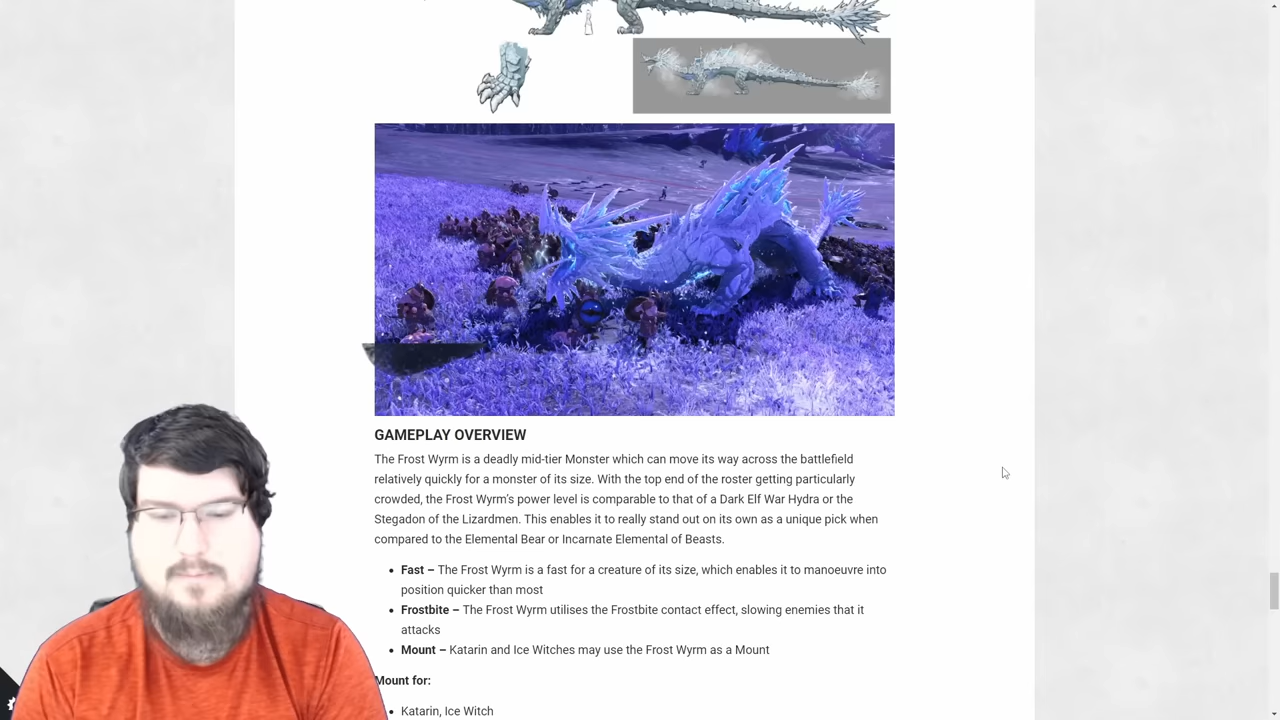 GAMEPLAY OVERVIEW
The Frost Wyrm is a deadly mid-tier Monster which can move its way across the battlefield
relatively quickly for a monster of its size. With the top end of the roster getting particularly
crowded, the Frost Wyrm's power level is comparable to that of a Dark Elf War Hydra or the
Stegadon of the Lizardmen. This enables it to really stand out on its own as a unique pick when
compared to the Elemental Bear or Incarnate Elemental of Beasts.
• Fast – The Frost Wyrm is a fast for a creature of its size, which enables it to manoeuvre into
position quicker than most
• Frostbite – The Frost Wyrm utilises the Frostbite contact effect, slowing enemies that it
attacks
• Mount – Katarin and Ice Witches may use the Frost Wyrm as a Mount
Mount for:
• Katarin, Ice Witch